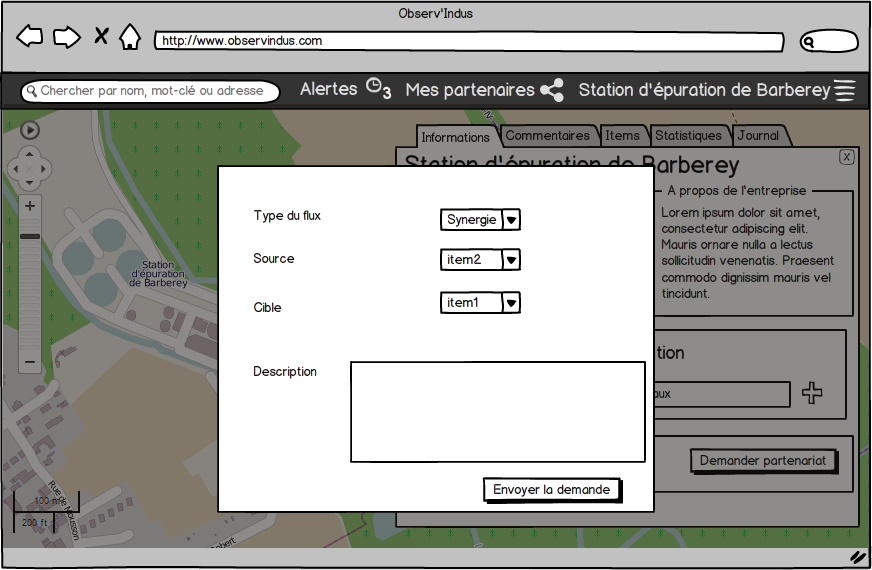 Observ'Indus
http://www.observindus.com
Chercher par nom, mot-clé ou adresse
Alertes 3
Mes partenaires
Station d'épuration de Barberey
Informations
Commentaires
Items
Statistiques
Journal
Station d'épuration de Barberey
X
A propos de l'entreprise
Lorem ipsum dolor sit amet,
consectetur adipiscing elit.
Mauris ornare nulla a lectus
sollicitudin venenatis. Praesent
commodo dignissim mauris vel
tincidunt.
Type du flux
Synergie
Source
item2
Cible
item1
Description
Envoyer la demande
tion
aux
Demander partenariat
Station
d'épuration
de Barberey
Rue de Mousson
100 m
200 ft